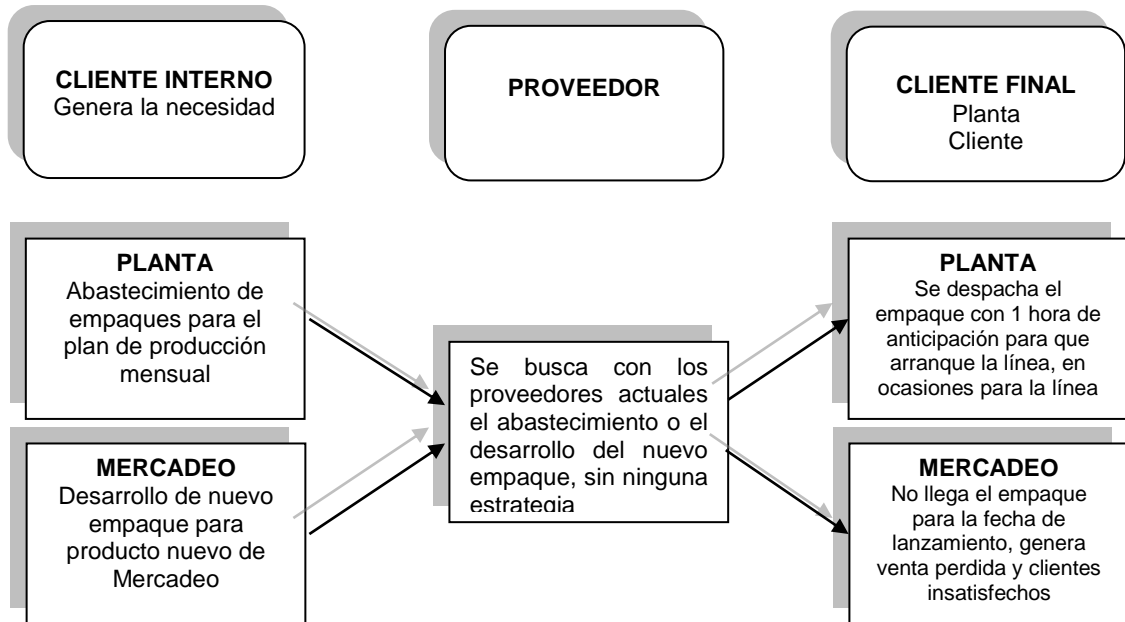 CLIENTE INTERNO
Genera la necesidad
PROVEEDOR
CLIENTE FINAL
Planta
Cliente
PLANTA
Abastecimiento de
empaques para el
plan de producción
mensual
MERCADEO
Desarrollo de nuevo
empaque para
producto nuevo de
Mercadeo
Se busca con los
proveedores actuales
el abastecimiento o el
desarrollo del nuevo
empaque, sin ninguna
estrategia
PLANTA
Se despacha el
empaque con 1 hora de
anticipación para que
arranque la línea, en
ocasiones para la línea
MERCADEO
No llega el empaque
para la fecha de
lanzamiento, genera
venta perdida y clientes
insatisfechos